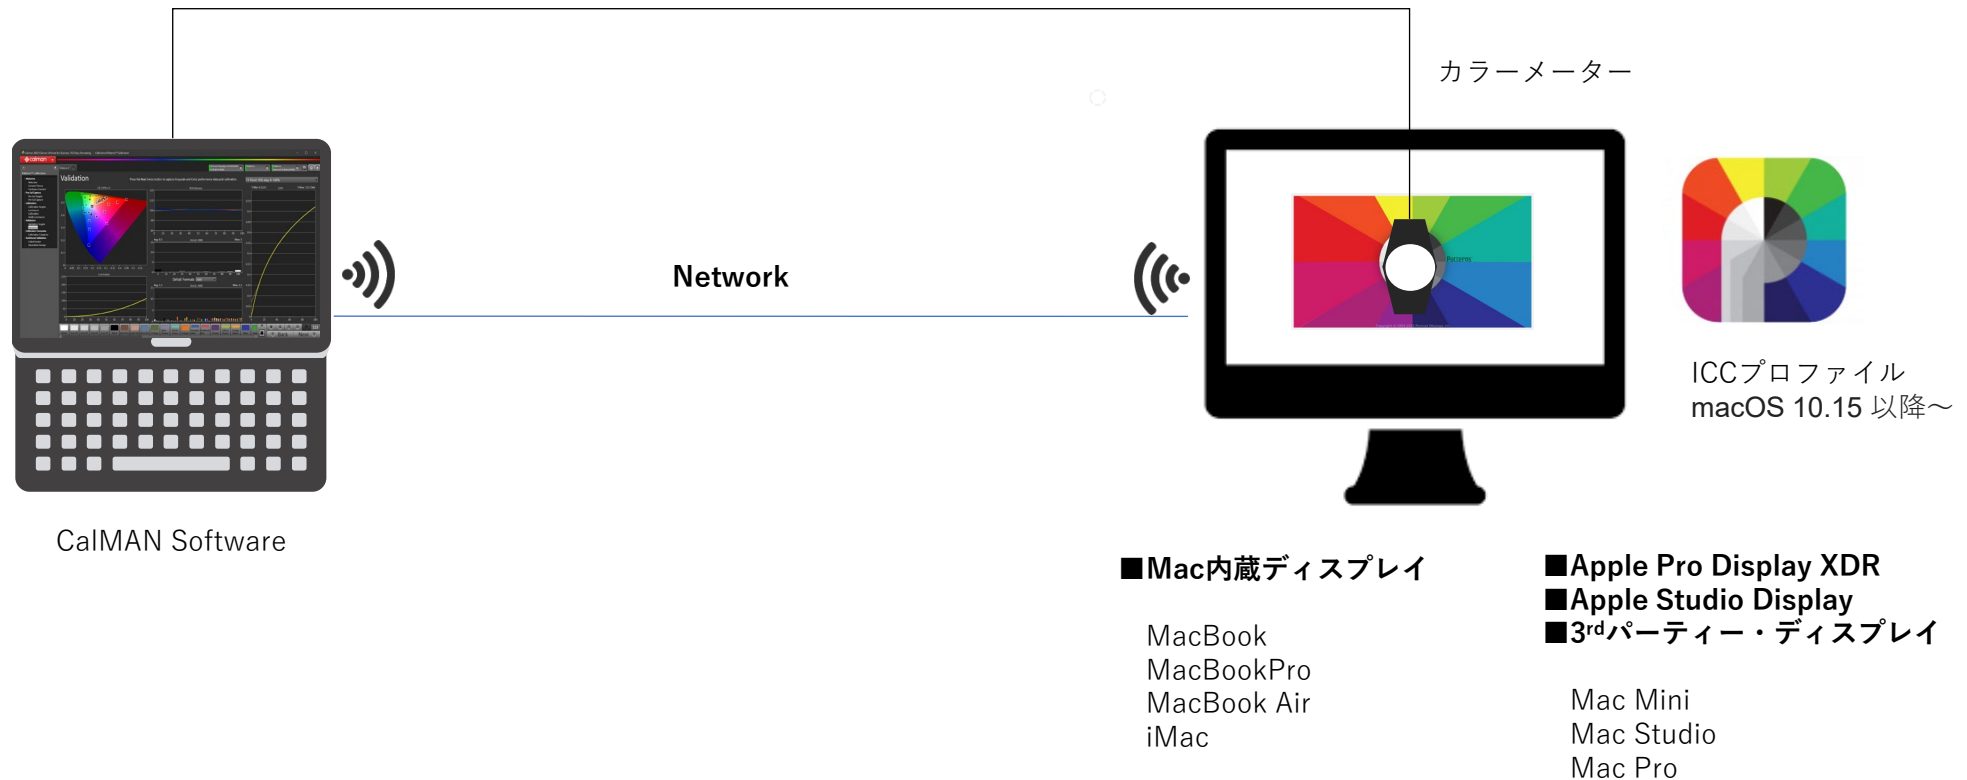 カラーメーター
calman
Validation
Network
Patterns
ICCプロファイル
macOS 10.15 以降～
CalMAN Software
■Mac内蔵ディスプレイ
MacBook
MacBookPro
MacBook Air
iMac
■Apple Pro Display XDR
■Apple Studio Display
■3rdパーティー・ディスプレイ
Mac Mini
Mac Studio
Mac Pro